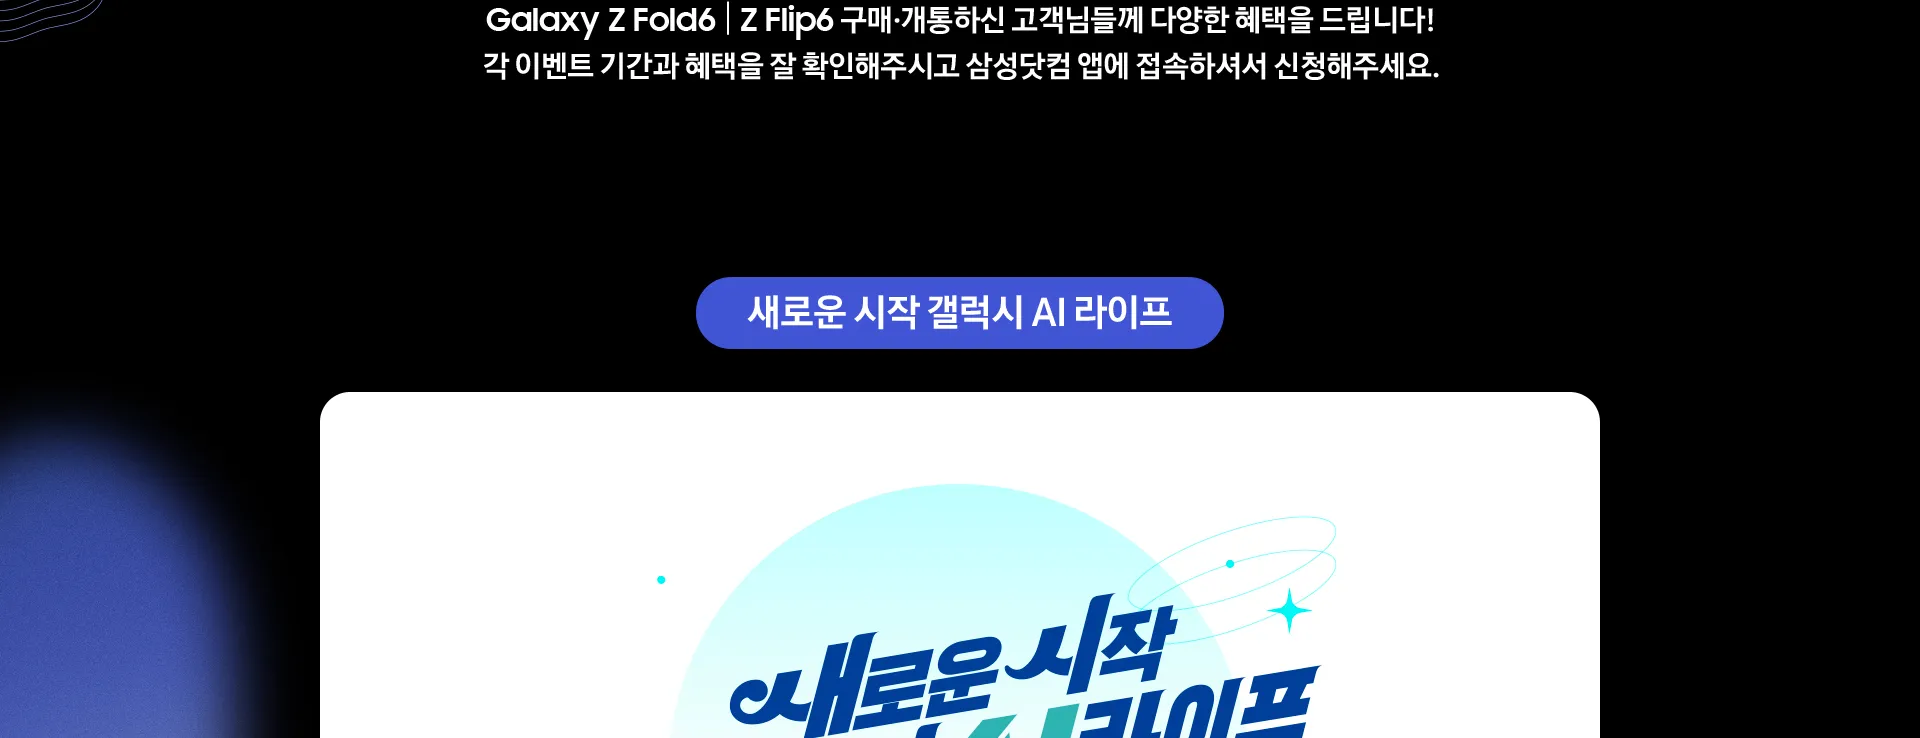 Galaxy Z Fold6 | Z Flip6 구매·개통하신 고객님들께 다양한 혜택을 드립니다!
각 이벤트 기간과 혜택을 잘 확인해주시고 삼성닷컴 앱에 접속하셔서 신청해주세요.
새로운 시작 갤럭시 AI 라이프
새로운 시작
AI 라이프